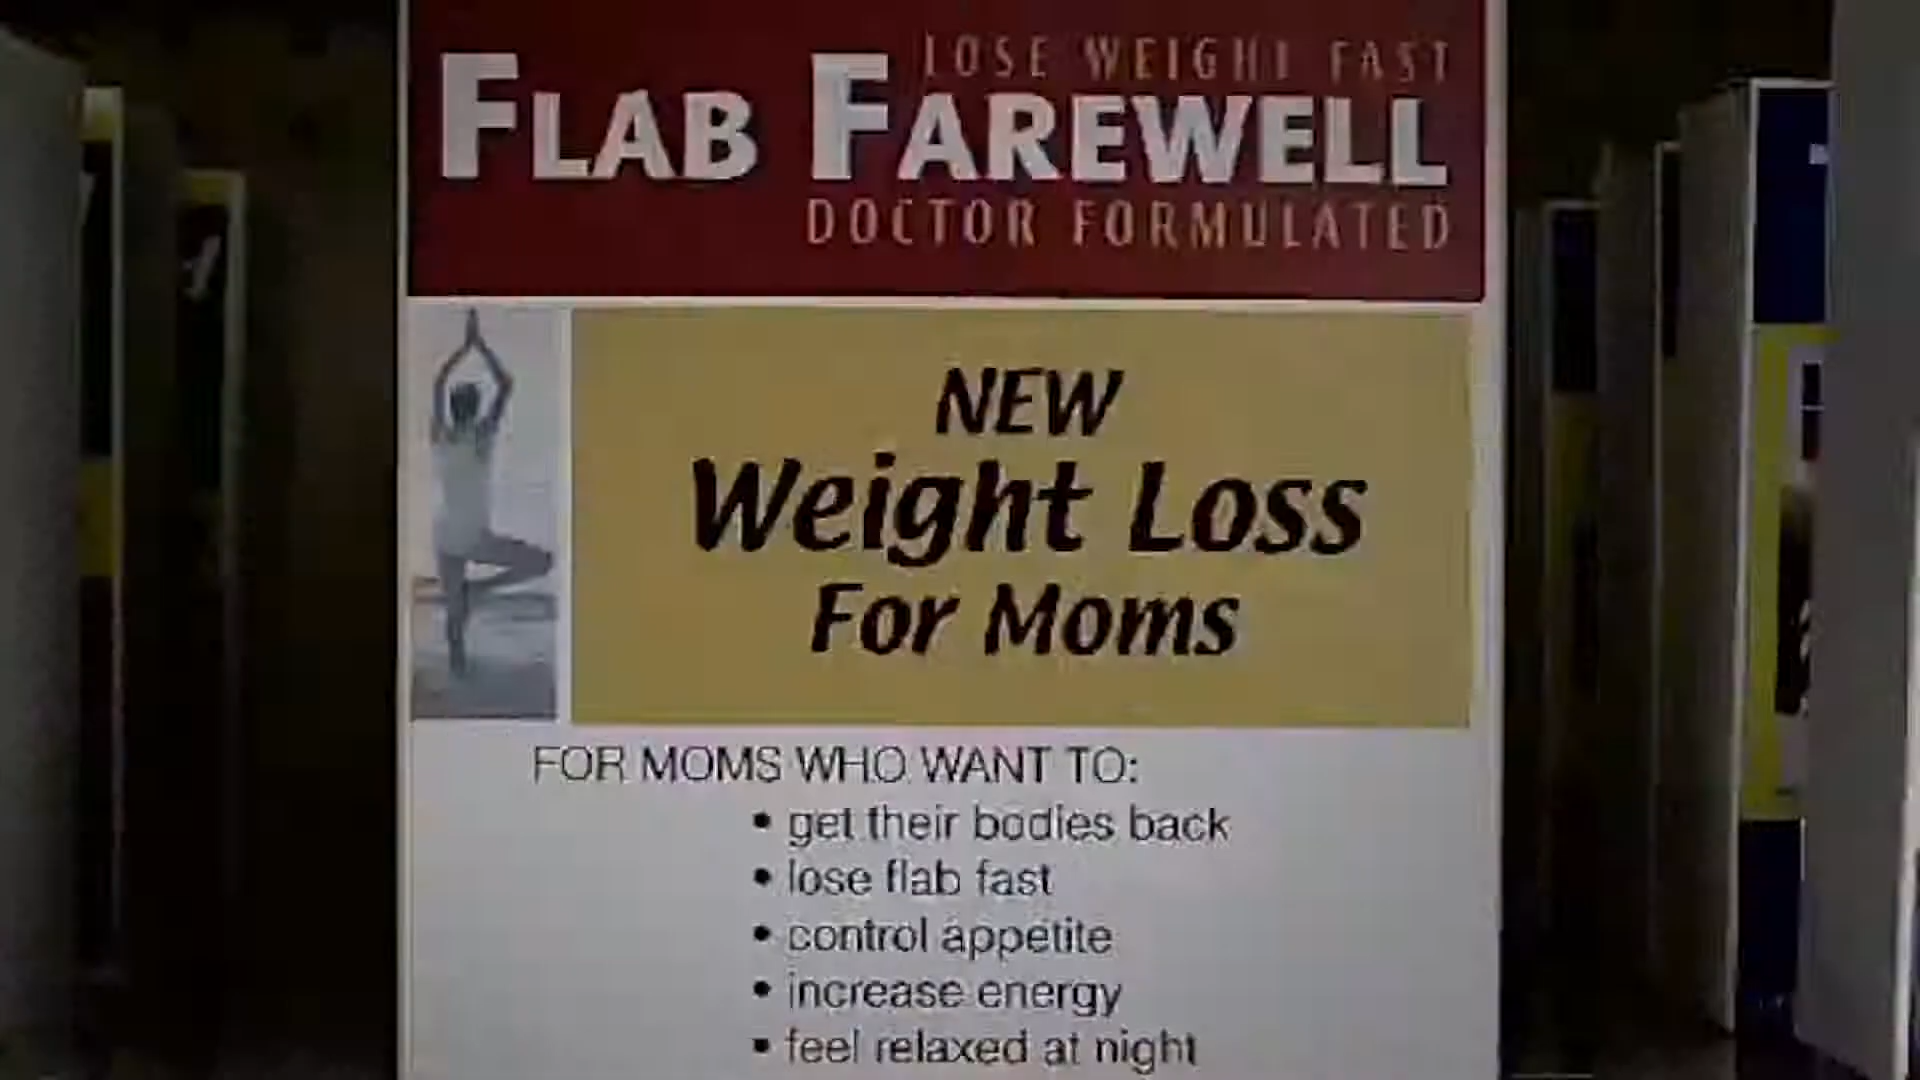 LOSE WEIGHT FAST
FLAB FAREWELL
DOCTOR FORMULATED
NEW
Weight Loss
For Moms
FOR MOMS WHO WANT TO:
• get their bodies back
• lose flab fast
• control appetite
• increase energy
• feel relaxed at night